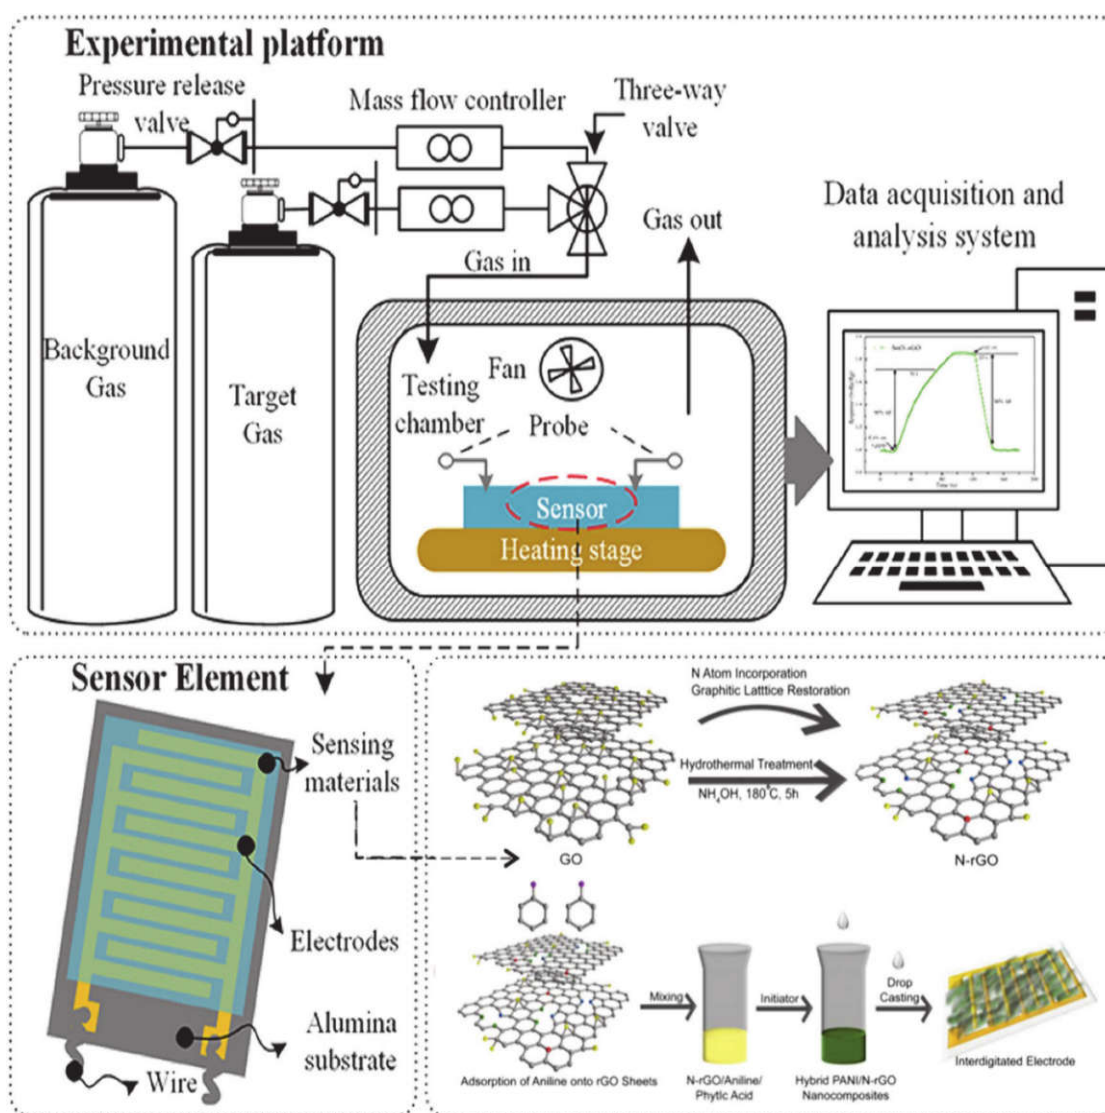 Experimental platform
Pressure release
valve
Mass flow controller
Three-way
valve
Gas in
Gas out
Data acquisition and
analysis system
Background
Gas
Target
Gas
Testing
chamber
Fan
Probe
Sensor
Heating stage
Sensor Element
Sensing
materials
Electrodes
Alumina
substrate
Wire
N Atom Incorporation
Graphitic Latttice Restoration
Hydrothermal Treatment
NH4OH, 180°C, 5h
GO
N-rGO
Adsorption of Aniline onto rGO Sheets
Mixing
N-rGO/Aniline/
Phytic Acid
Initiator
Hybrid PANI/N-rGO
Nanocomposites
Drop
Casting
Interdigitated Electrode